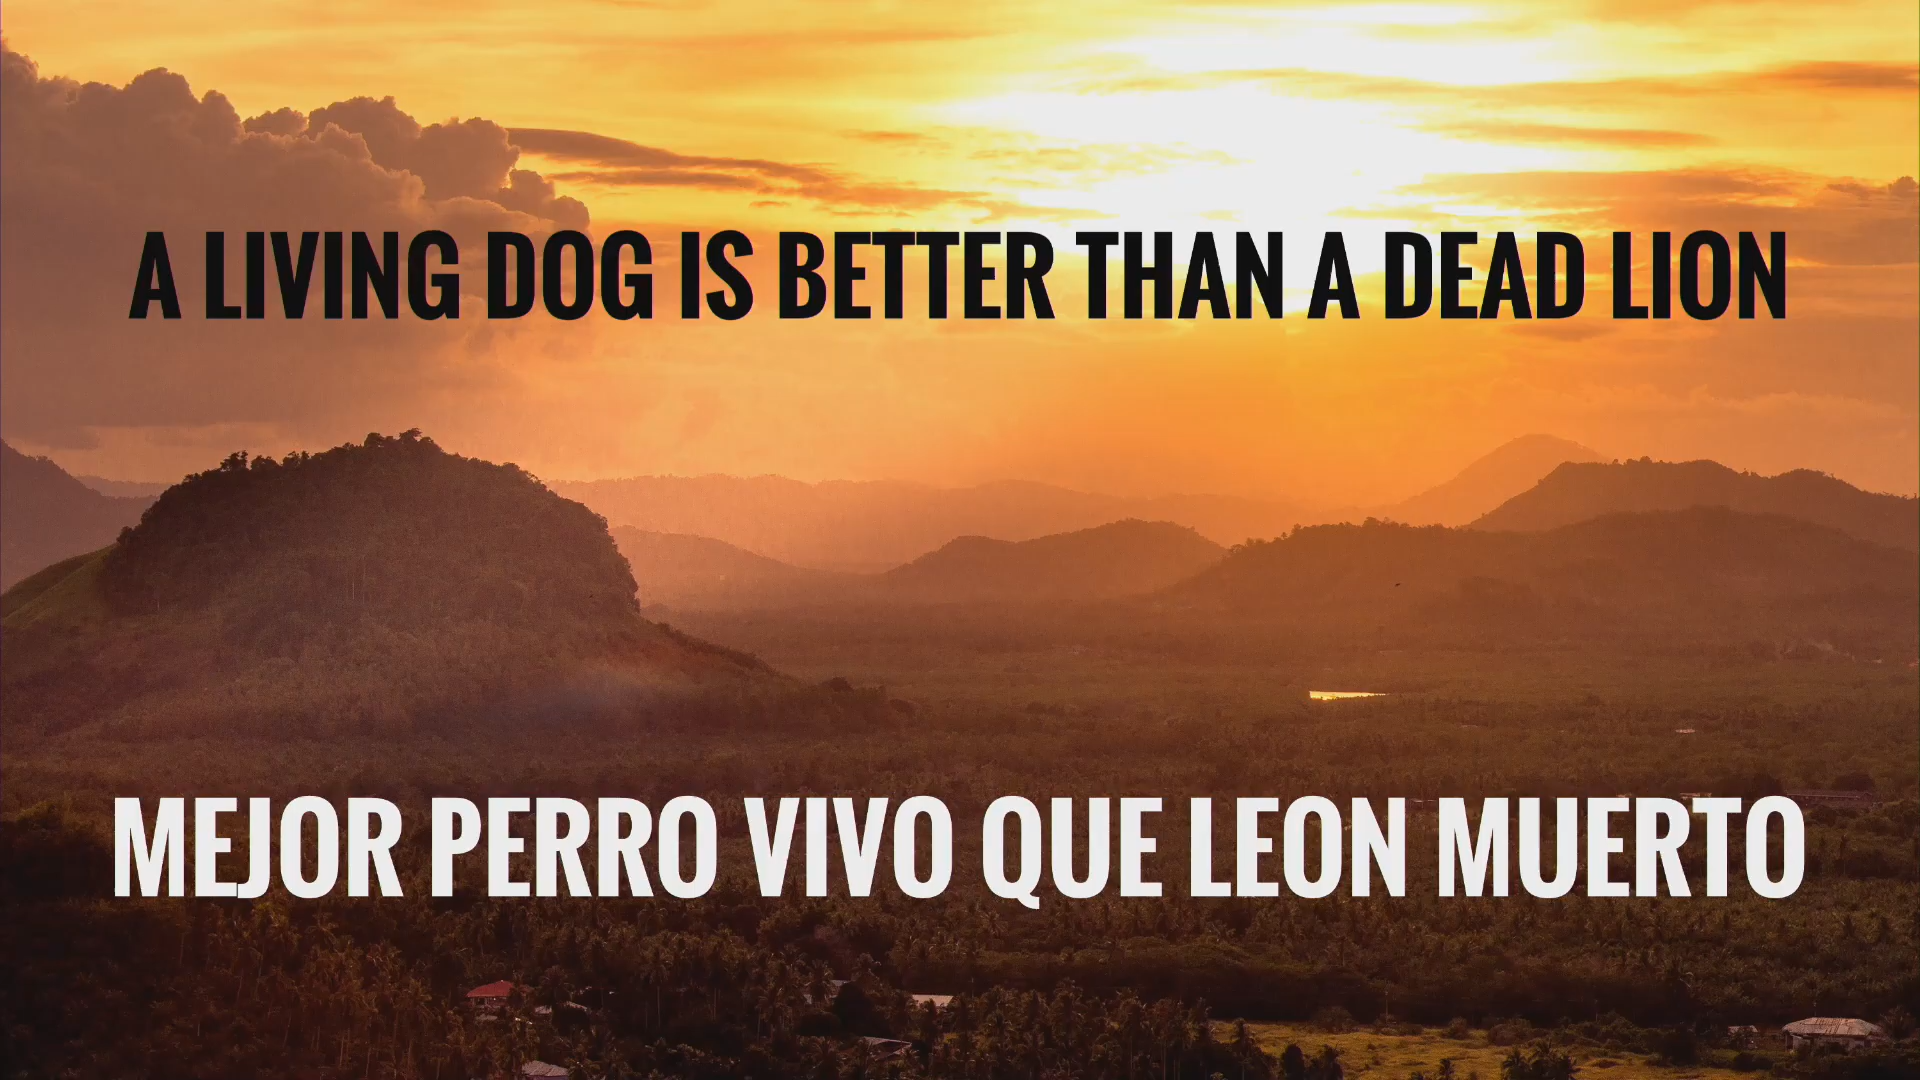 A LIVING DOG IS BETTER THAN A DEAD LION
MEJOR PERRO VIVO QUE LEON MUERTO